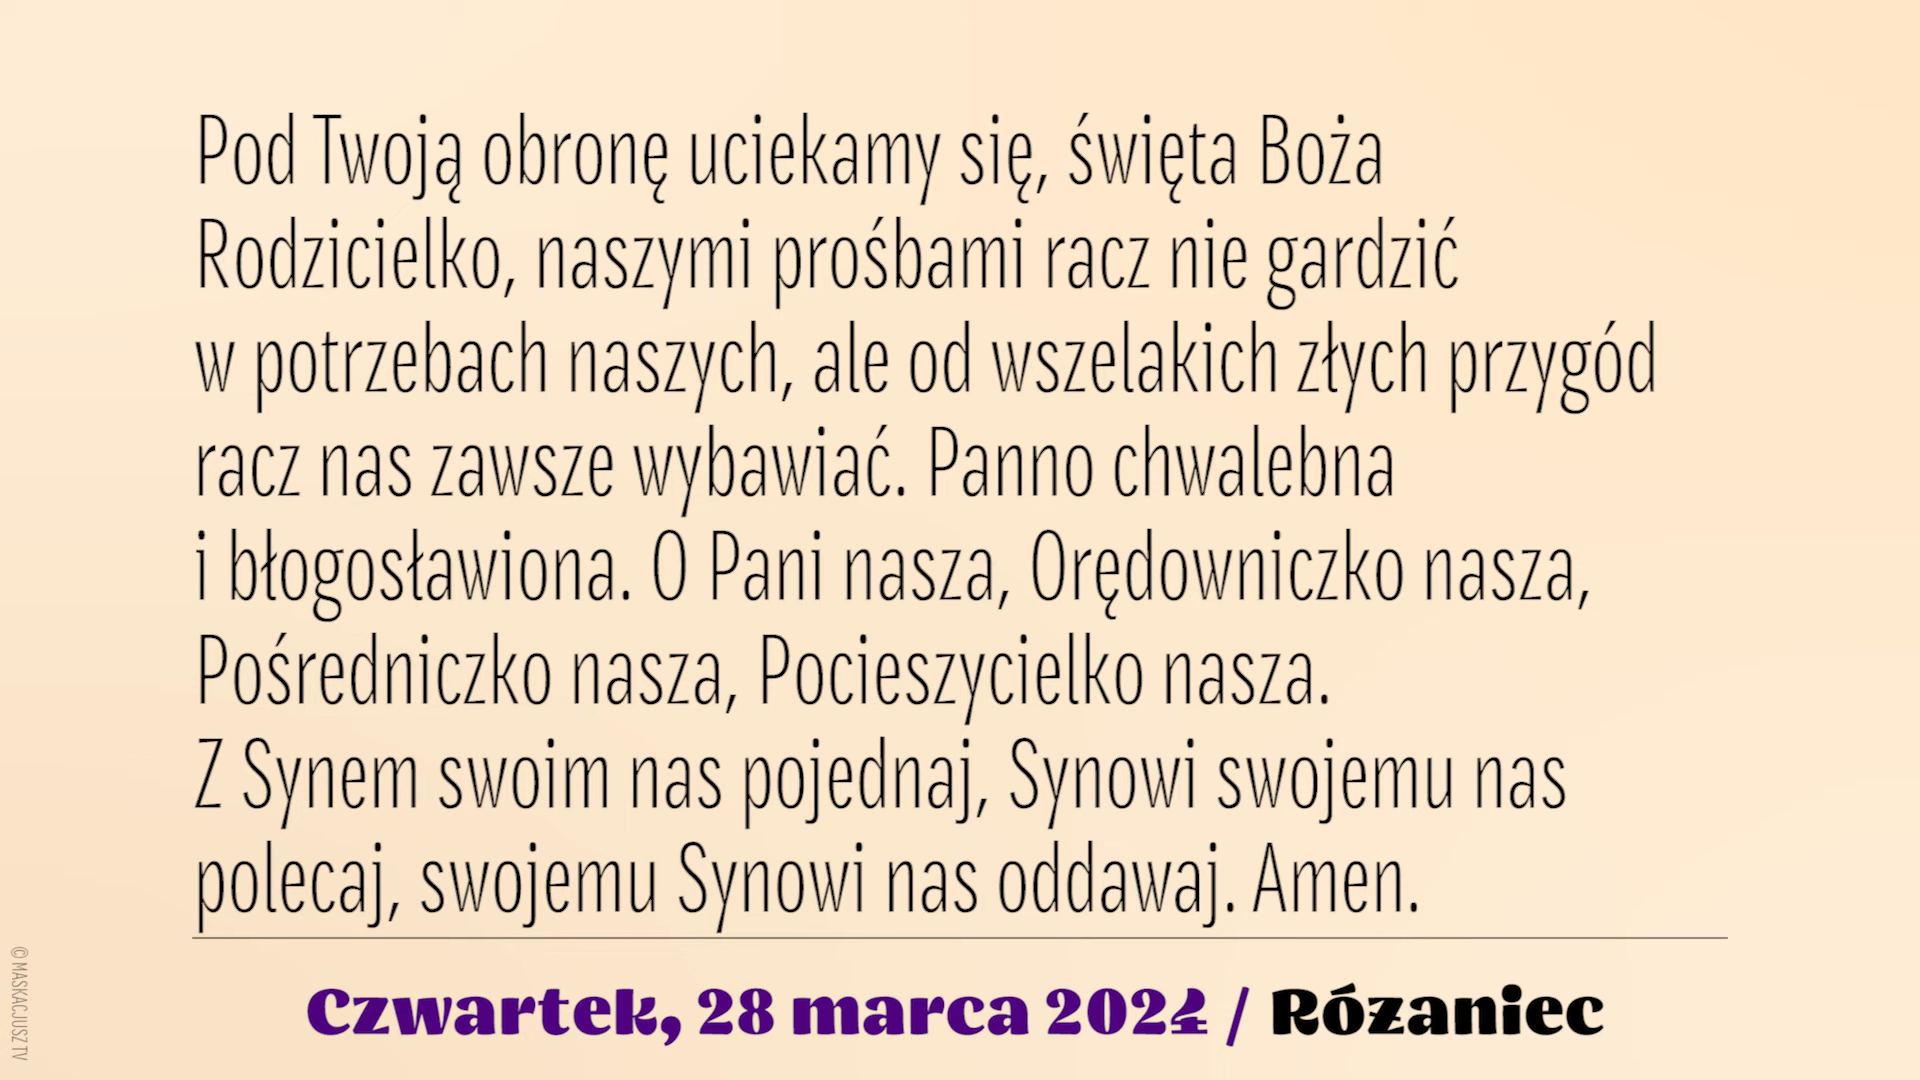 Pod Twoją obronę uciekamy się, święta Boża
Rodzicielko, naszymi prośbami racz nie gardzić
w potrzebach naszych, ale od wszelakich złych przygód
racz nas zawsze wybawiać. Panno chwalebna
i błogosławiona. O Pani nasza, Orędowniczko nasza,
Pośredniczko nasza, Pocieszycielko nasza.
Z Synem swoim nas pojednaj, Synowi swojemu nas
polecaj, swojemu Synowi nas oddawaj. Amen.
Czwartek, 28 marca 2024 / Różaniec
© MASKACJUSZ TV